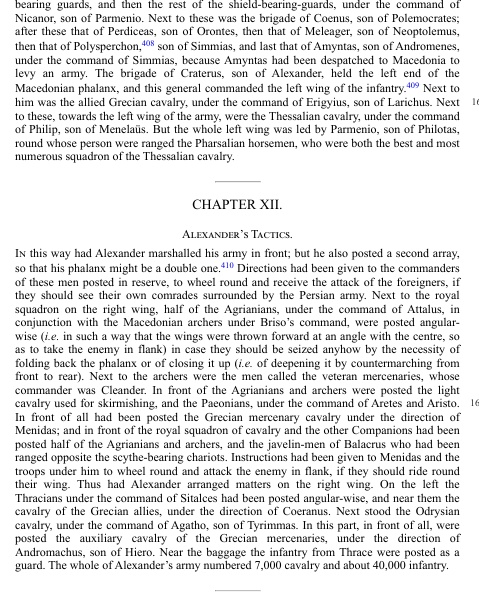 bearing guards, and then the rest of the shield-bearing-guards, under the command of
Nicanor, son of Parmenio. Next to these was the brigade of Coenus, son of Polemocrates;
after these that of Perdiccas, son of Orontes, then that of Meleager, son of Neoptolemus,
then that of Polysperchon,408 son of Simmias, and last that of Amyntas, son of Andromenes,
under the command of Simmias, because Amyntas had been despatched to Macedonia to
levy an army. The brigade of Craterus, son of Alexander, held the left end of the
Macedonian phalanx, and this general commanded the left wing of the infantry.409 Next to
him was the allied Grecian cavalry, under the command of Erigyius, son of Larichus. Next 16
to these, towards the left wing of the army, were the Thessalian cavalry, under the command
of Philip, son of Menelaüs. But the whole left wing was led by Parmenio, son of Philotas,
round whose person were ranged the Pharsalian horsemen, who were both the best and most
numerous squadron of the Thessalian cavalry.
CHAPTER XII.
Alexander's Tactics.
In this way had Alexander marshalled his army in front; but he also posted a second array,
so that his phalanx might be a double one.410 Directions had been given to the commanders
of these men posted in reserve, to wheel round and receive the attack of the foreigners, if
they should see their own comrades surrounded by the Persian army. Next to the royal
squadron on the right wing, half of the Agrianians, under the command of Attalus, in
conjunction with the Macedonian archers under Briso's command, were posted angular-
wise (i.e. in such a way that the wings were thrown forward at an angle with the centre, so
as to take the enemy in flank) in case they should be seized anyhow by the necessity of
folding back the phalanx or of closing it up (i.e. of deepening it by countermarching from
front to rear). Next to the archers were the men called the veteran mercenaries, whose
commander was Cleander. In front of the Agrianians and archers were posted the light
cavalry used for skirmishing, and the Paeonians, under the command of Aretes and Aristo. 16
In front of all had been posted the Grecian mercenary cavalry under the direction of
Menidas; and in front of the royal squadron of cavalry and the other Companions had been
posted half of the Agrianians and archers, and the javelin-men of Balacrus who had been
ranged opposite the scythe-bearing chariots. Instructions had been given to Menidas and the
troops under him to wheel round and attack the enemy in flank, if they should ride round
their wing. Thus had Alexander arranged matters on the right wing. On the left the
Thracians under the command of Sitalces had been posted angular-wise, and near them the
cavalry of the Grecian allies, under the direction of Coeranus. Next stood the Odrysian
cavalry, under the command of Agatho, son of Tyrimmas. In this part, in front of all, were
posted the auxiliary cavalry of the Grecian mercenaries, under the direction of
Andromachus, son of Hiero. Near the baggage the infantry from Thrace were posted as a
guard. The whole of Alexander's army numbered 7,000 cavalry and about 40,000 infantry.